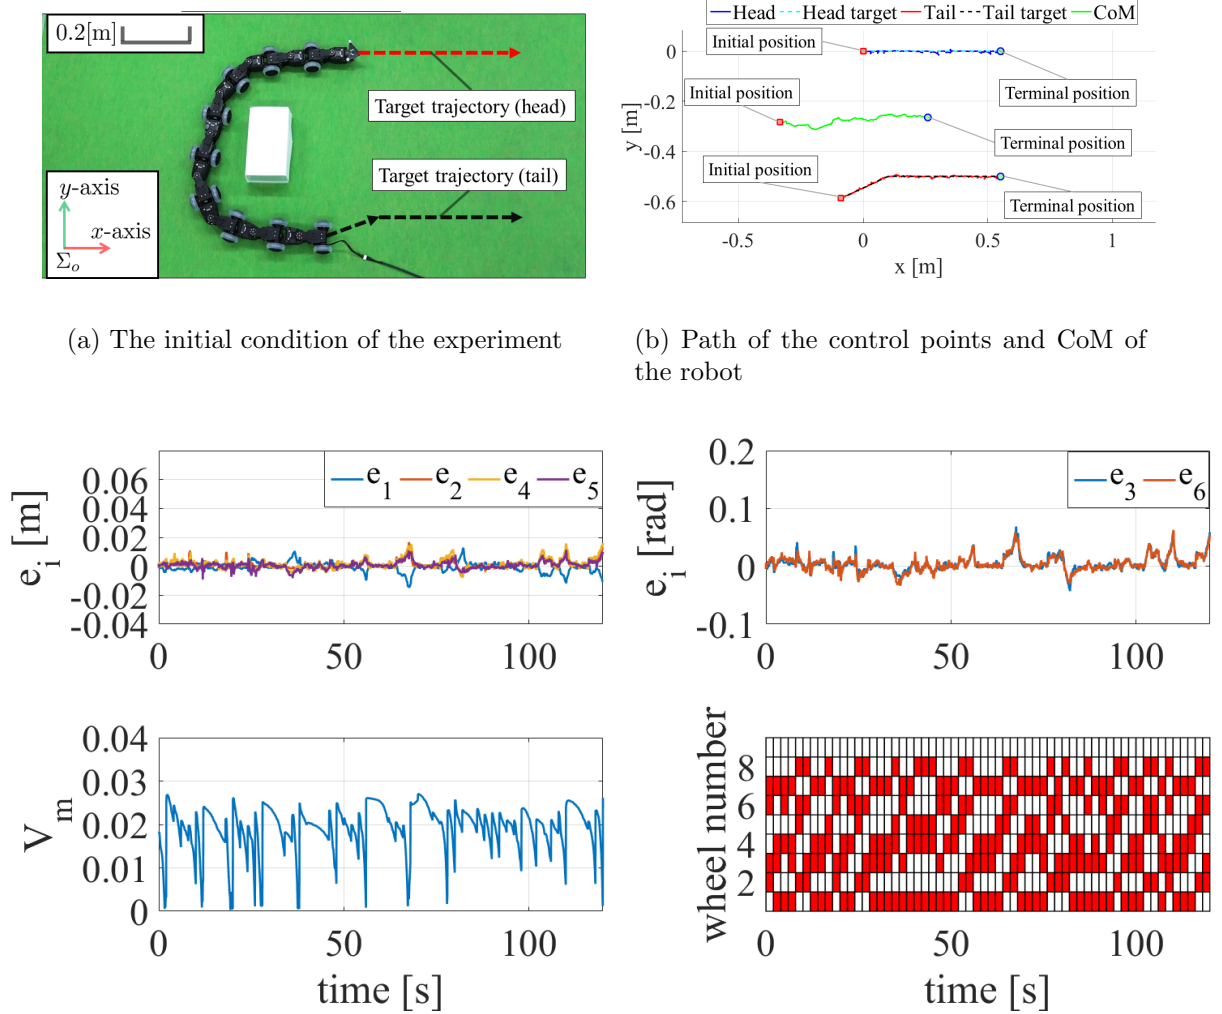 0.2[m]
Target trajectory (head)
Target trajectory (tail)
y-axis
x-axis
Σo
Head Head target Tail Tail target CoM
Initial position
Terminal position
Initial position
Terminal position
Initial position
Terminal position
0
-0.2
-0.4
-0.6
y [m]
-0.5 0 0.5 1
x [m]
(a) The initial condition of the experiment
(b) Path of the control points and CoM of
the robot
e1 e2 e4 e5
0.06
0.04
0.02
0
-0.02
-0.04
ei [m]
0 50 100
e3 e6
0.2
0.1
0
-0.1
ei [rad]
0 50 100
0.04
0.03
0.02
0.01
0
Vm
0 50 100
time [s]
8
6
4
2
wheel number
0 50 100
time [s]